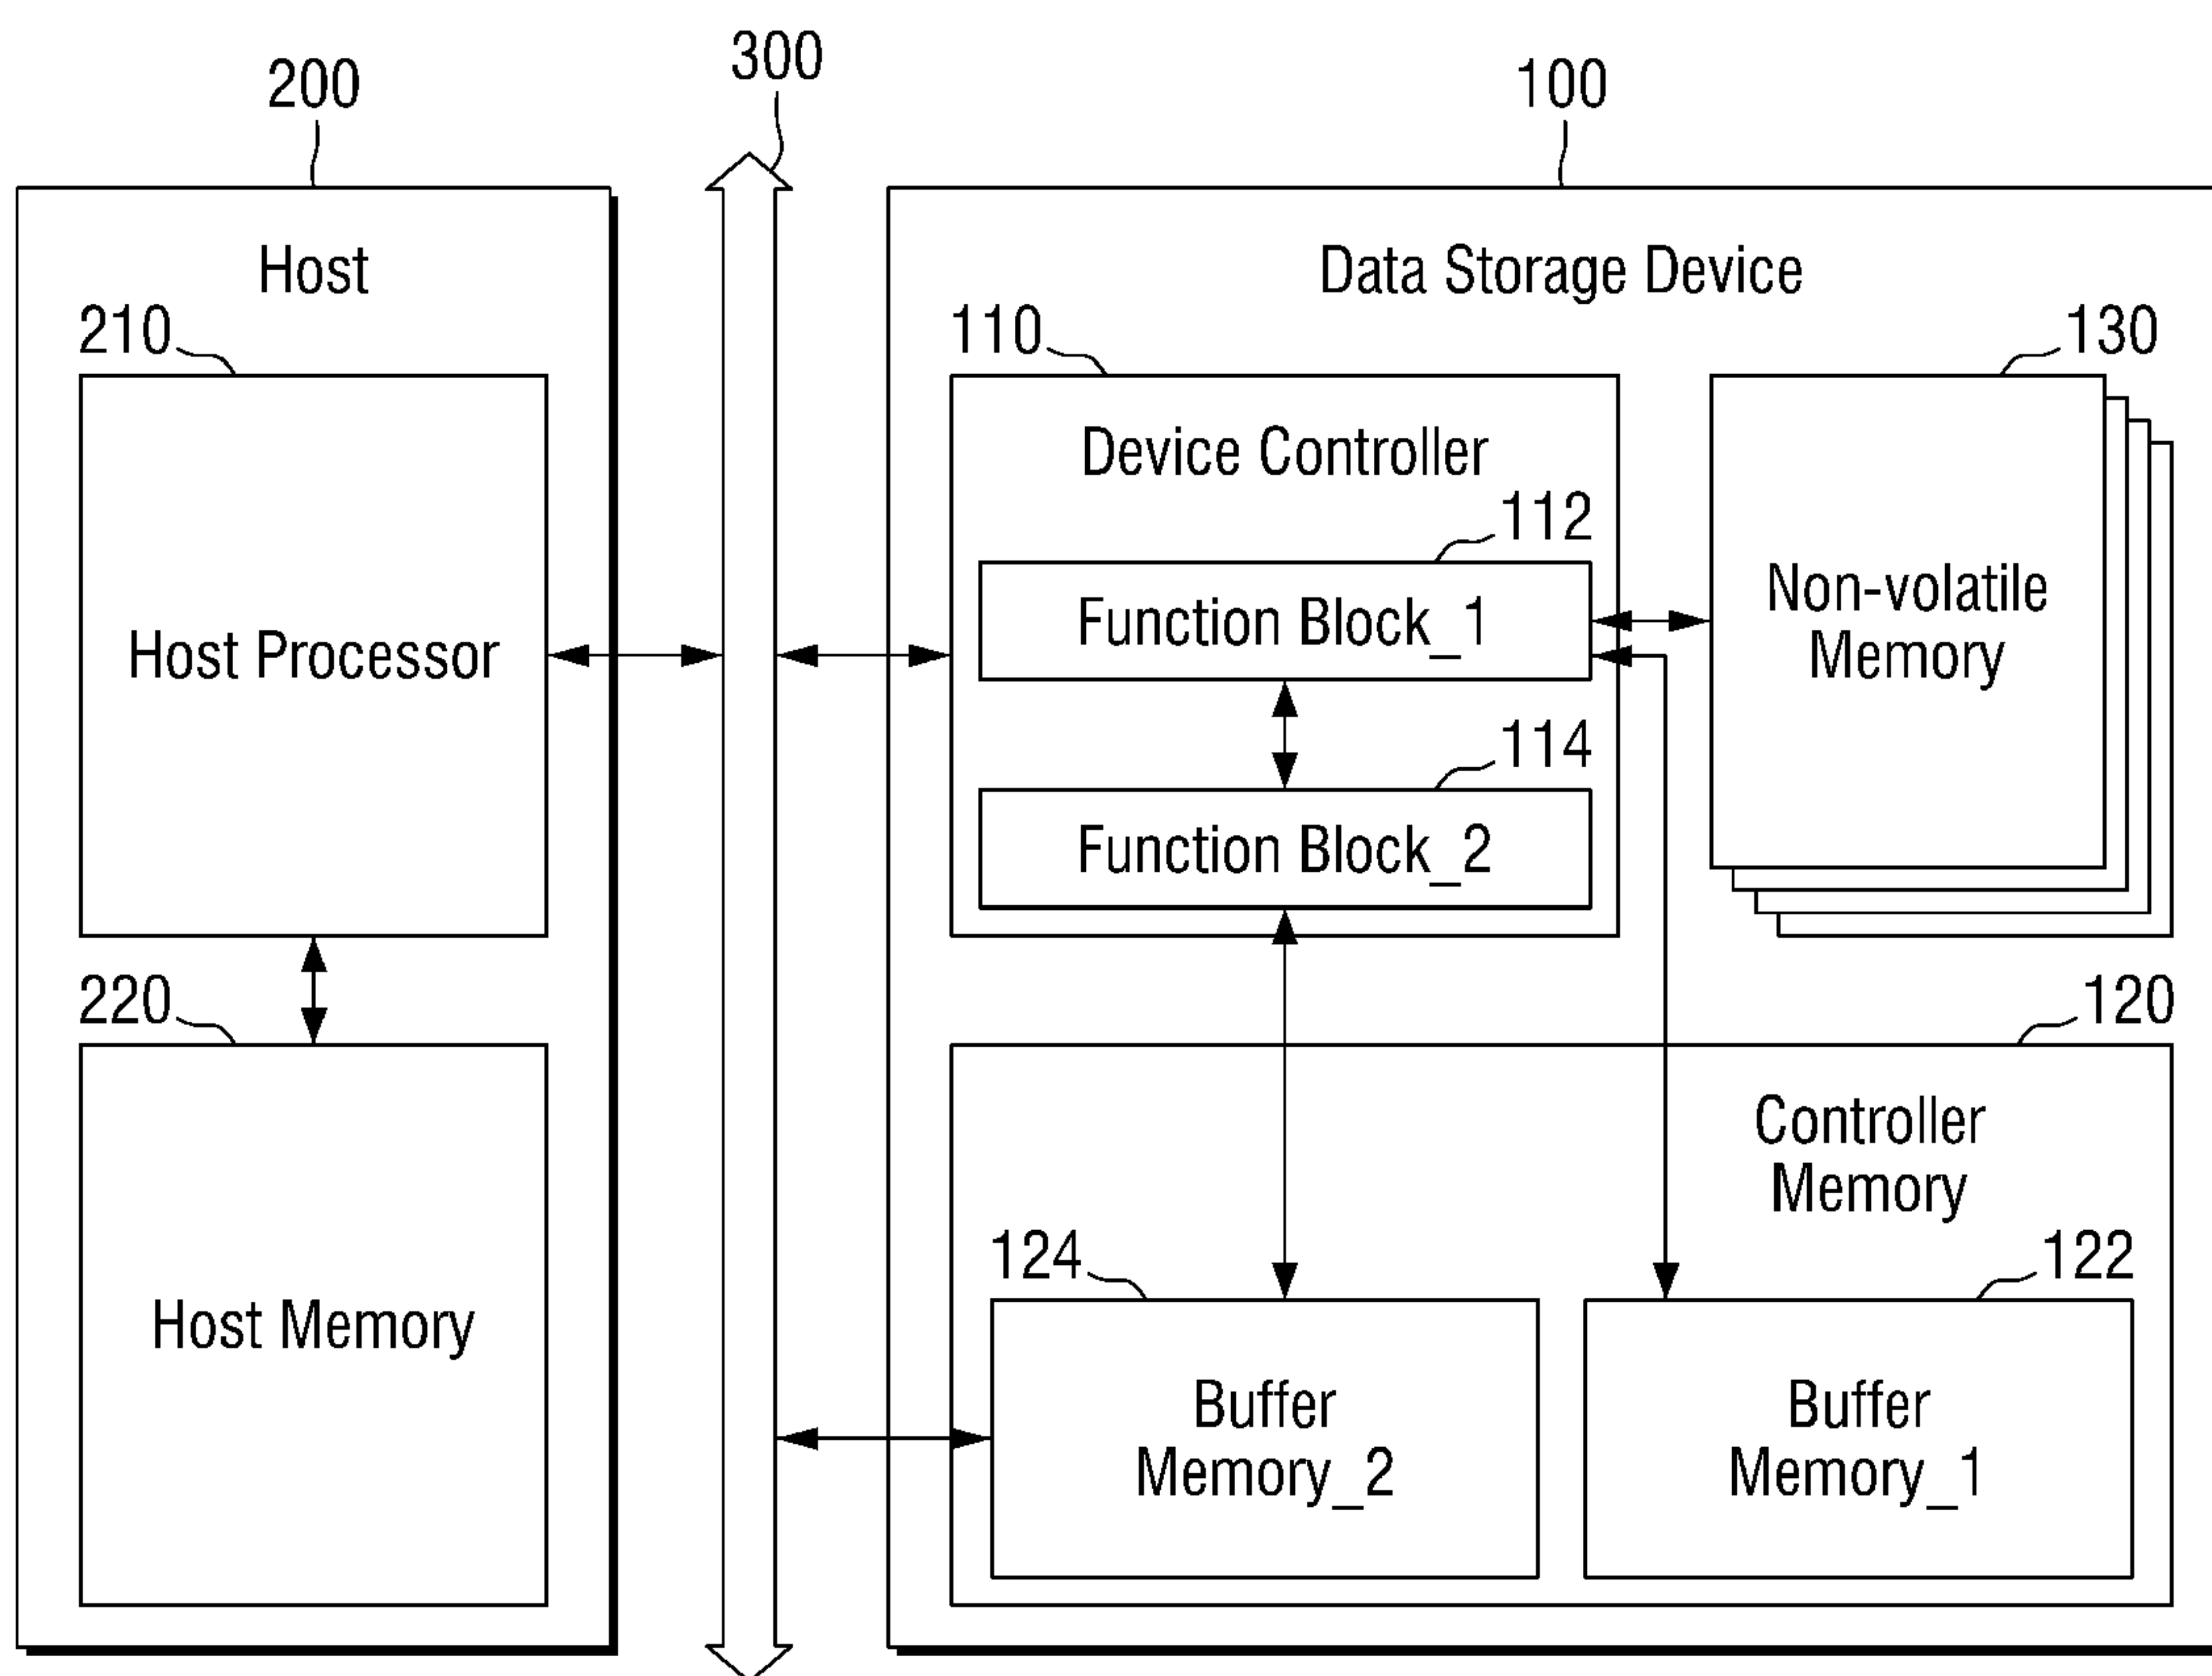 200
300
100
Host
Data Storage Device
210
110
130
Device Controller
112
Host Processor
Function Block_1
Non-volatile
Memory
114
Function Block_2
220
120
Controller
Memory
124
122
Host Memory
Buffer
Memory_2
Buffer
Memory_1